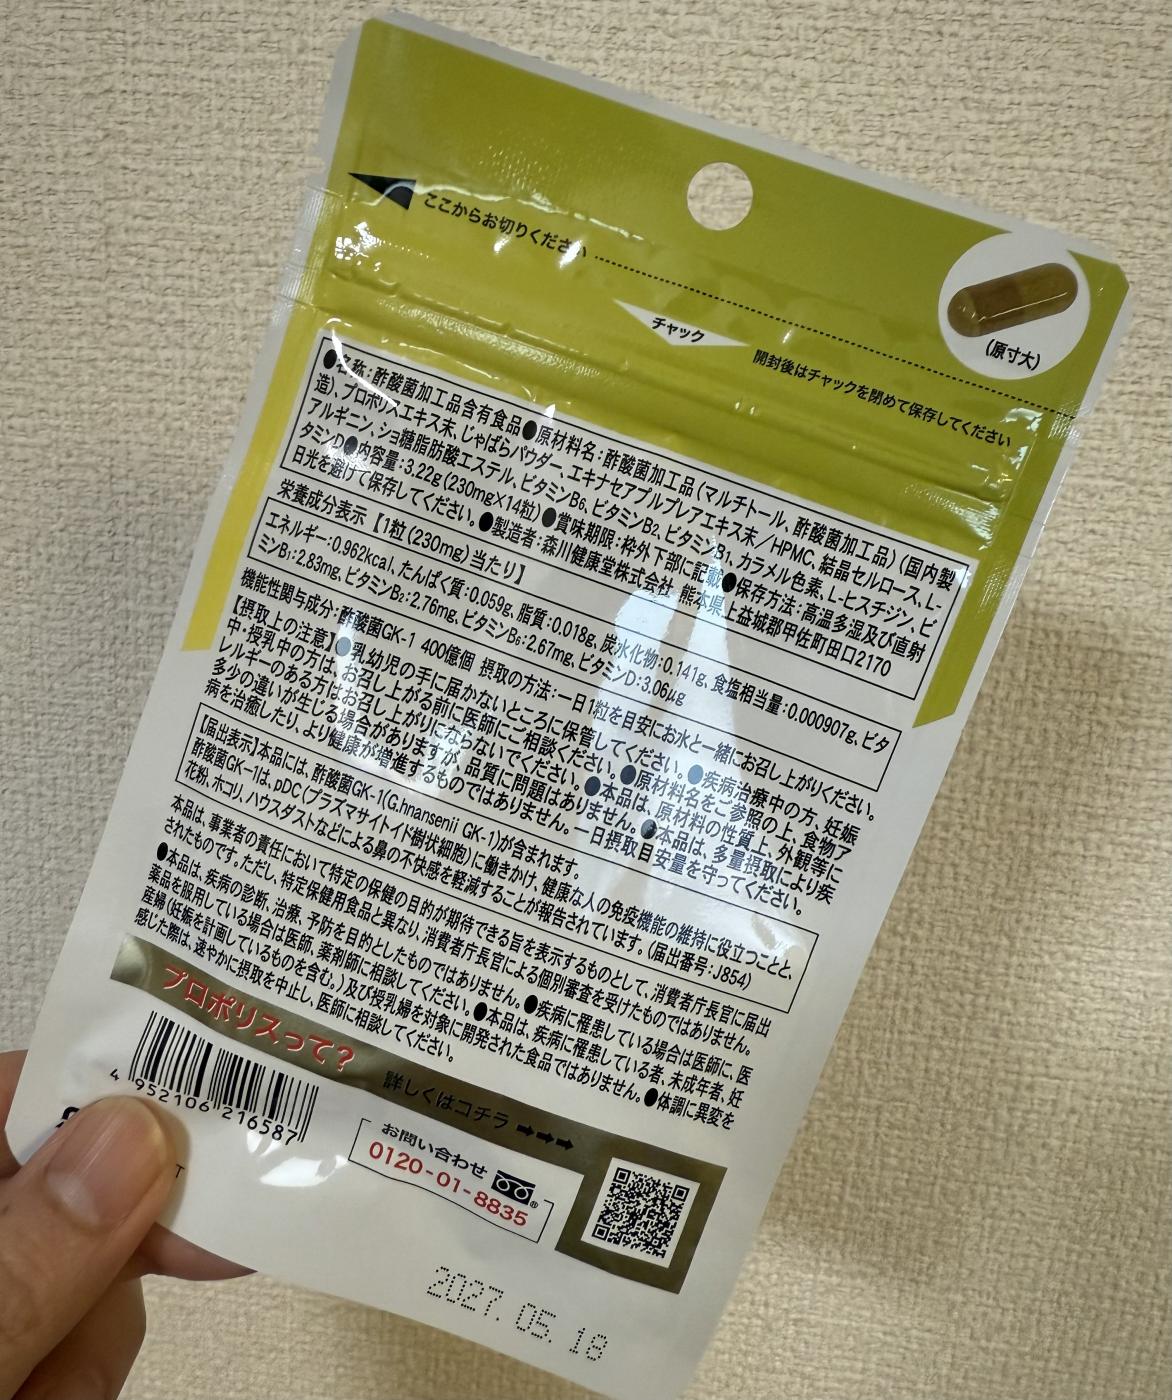 ここからお切りください
チャック
開封後はチャックを閉めて保存してください
(原寸大)
●名称：酢酸菌加工品含有食品●原材料名：酢酸菌加工品(マルチトール、酢酸菌加工品)(国内製
造)、プロポリスエキス末、じゃばらパウダー、エキナセアプルプレアエキス末／HPMC、結晶セルロース、L-
アルギニン、ショ糖脂肪酸エステル、ビタミンB₆、ビタミンB₂、ビタミンB₁、カラメル色素、L-ヒスチジン、ビ
タミンD●内容量：3.22g(230mg×14粒)●賞味期限：枠外下部に記載●保存方法：高温多湿及び直射
日光を避けて保存してください。●製造者：森川健康堂株式会社 熊本県上益城郡甲佐町田口2170
栄養成分表示【1粒(230mg)当たり】
エネルギー：0.962kcal、たんぱく質：0.059g、脂質：0.018g、炭水化物：0.141g、食塩相当量：0.000907g、ビタ
ミンB₁：2.83mg、ビタミンB₂：2.76mg、ビタミンB₆：2.67mg、ビタミンD：3.06μg
機能性関与成分：酢酸菌GK-1 400億個 摂取の方法：一日1粒を目安にお水と一緒にお召し上がりください。
【摂取上の注意】●乳幼児の手に届かないところに保管してください。●疾病治療中の方、妊娠
中・授乳中の方は、お召し上がる前に医師にご相談ください。●原材料名をご参照の上、食物ア
レルギーのある方はお召し上がりにならないでください。●本品は、原材料の性質上、外観等に
多少の違いが生じる場合がありますが、品質に問題はありません。●本品は、多量摂取により疾
病を治癒したり、より健康が増進するものではありません。一日摂取目安量を守ってください。
【届出表示】本品には、酢酸菌GK-1(G.hnansenii GK-1)が含まれます。
酢酸菌GK-1は、pDC(プラズマサイトイド樹状細胞)に働きかけ、健康な人の免疫機能の維持に役立つことと、
花粉、ホコリ、ハウスダストなどによる鼻の不快感を軽減することが報告されています。(届出番号：J854)
本品は、事業者の責任において特定の保健の目的が期待できる旨を表示するものとして、消費者庁長官に届出
されたものです。ただし、特定保健用食品と異なり、消費者庁長官による個別審査を受けたものではありません。
●本品は、疾病の診断、治療、予防を目的としたものではありません。●疾病に罹患している場合は医師に、医
薬品を服用している場合は医師、薬剤師に相談してください。●本品は、疾病に罹患している者、未成年者、妊
産婦(妊娠を計画しているものを含む。)及び授乳婦を対象に開発された食品ではありません。●体調に異変を
感じた際は、速やかに摂取を中止し、医師に相談してください。
プロポリスって？
詳しくはコチラ ➡➡➡
4 952106 216587
お問い合わせ
0120-01-8835
2027.05.18